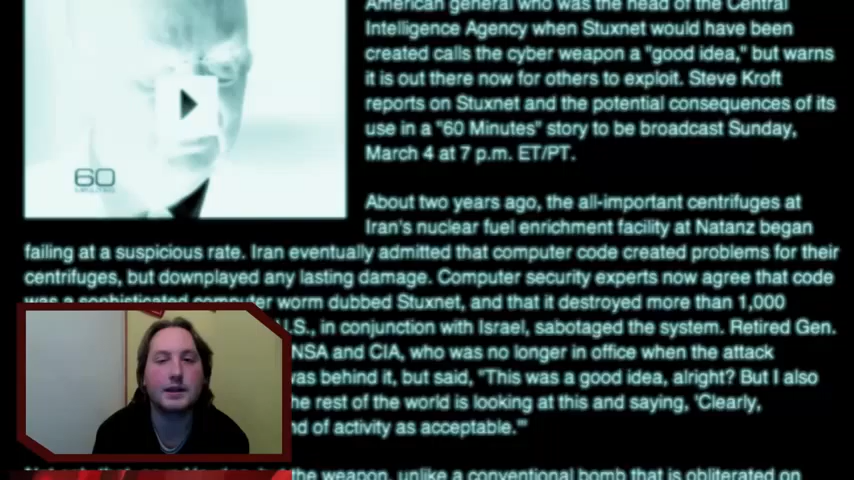 American general who was the head of the Central
Intelligence Agency when Stuxnet would have been
created calls the cyber weapon a "good idea," but warns
it is out there now for others to exploit. Steve Kroft
reports on Stuxnet and the potential consequences of its
use in a "60 Minutes" story to be broadcast Sunday,
March 4 at 7 p.m. ET/PT.
60
MINUTES
About two years ago, the all-important centrifuges at
Iran's nuclear fuel enrichment facility at Natanz began
failing at a suspicious rate. Iran eventually admitted that computer code created problems for their
centrifuges, but downplayed any lasting damage. Computer security experts now agree that code
was a sophisticated computer worm dubbed Stuxnet, and that it destroyed more than 1,000
U.S., in conjunction with Israel, sabotaged the system. Retired Gen.
NSA and CIA, who was no longer in office when the attack
was behind it, but said, "This was a good idea, alright? But I also
the rest of the world is looking at this and saying, 'Clearly,
nd of activity as acceptable.'"
the weapon, unlike a conventional bomb that is obliterated on